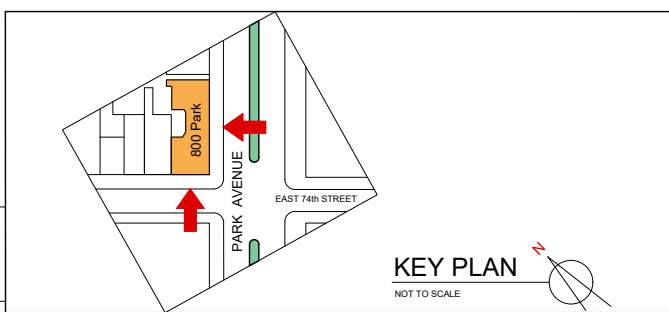 800 Park
PARK AVENUE
EAST 74th STREET
KEY PLAN
NOT TO SCALE
N